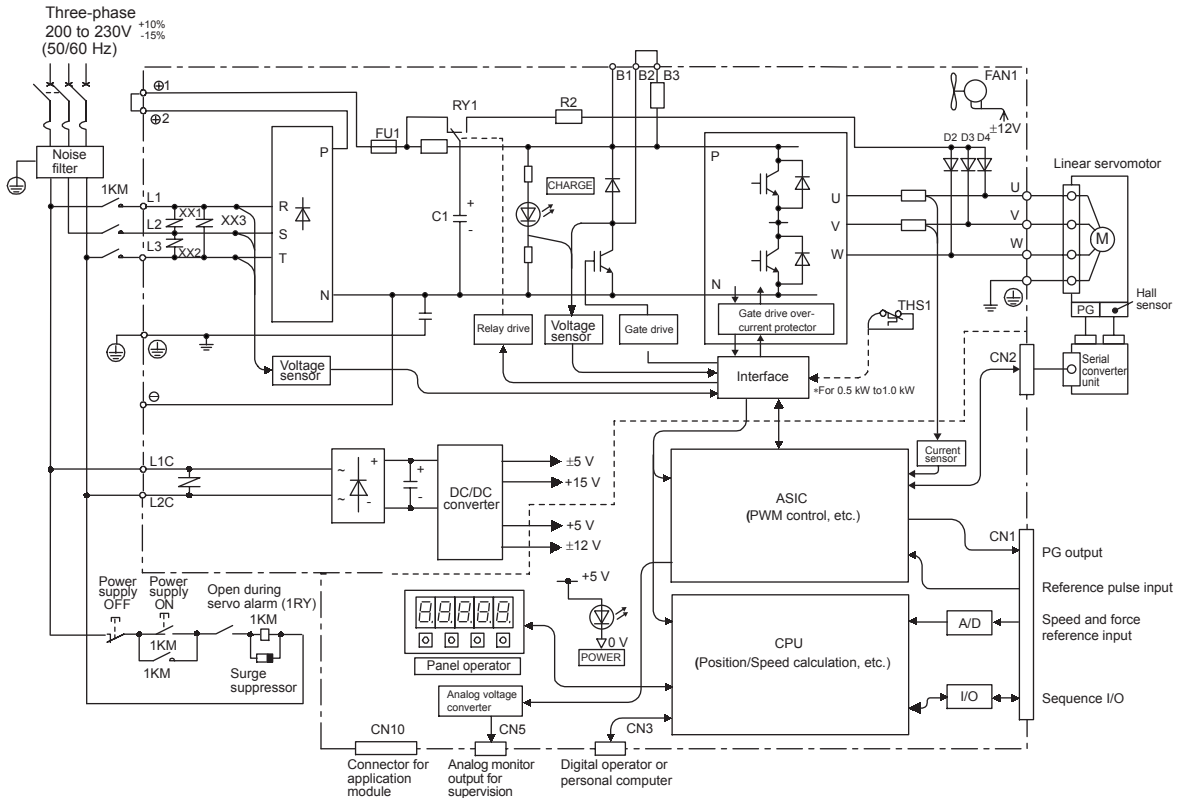 Three-phase
200 to 230V +10% -15%
(50/60 Hz)
B1 B2 B3
FAN1
±12V
⊕1
⊕2
RY1
R2
FU1
D2 D3 D4
Noise
filter
P
P
Linear servomotor
1KM
L1
L2
L3
XX1
XX3
XX2
R
S
T
CHARGE
C1
+
-
U
V
W
U
V
W
M
N
N
Hall
sensor
PG
THS1
Relay drive
Voltage
sensor
Gate drive
Gate drive over-
current protector
CN2
Serial
converter
unit
Voltage
sensor
Interface
*For 0.5 kW to1.0 kW
⊖
Current
sensor
L1C
L2C
~
~
+
-
+
-
DC/DC
converter
±5 V
+15 V
+5 V
±12 V
ASIC
(PWM control, etc.)
CN1
PG output
Reference pulse input
Speed and force
reference input
A/D
Power
supply
OFF
Power
supply
ON
Open during
servo alarm (1RY)
1KM
1KM
1KM
Surge
suppressor
+5 V
0 V
POWER
8.8.8.8.8.
Panel operator
CPU
(Position/Speed calculation, etc.)
I/O
Sequence I/O
Analog voltage
converter
CN10
CN5
CN3
Connector for
application
module
Analog monitor
output for
supervision
Digital operator or
personal computer